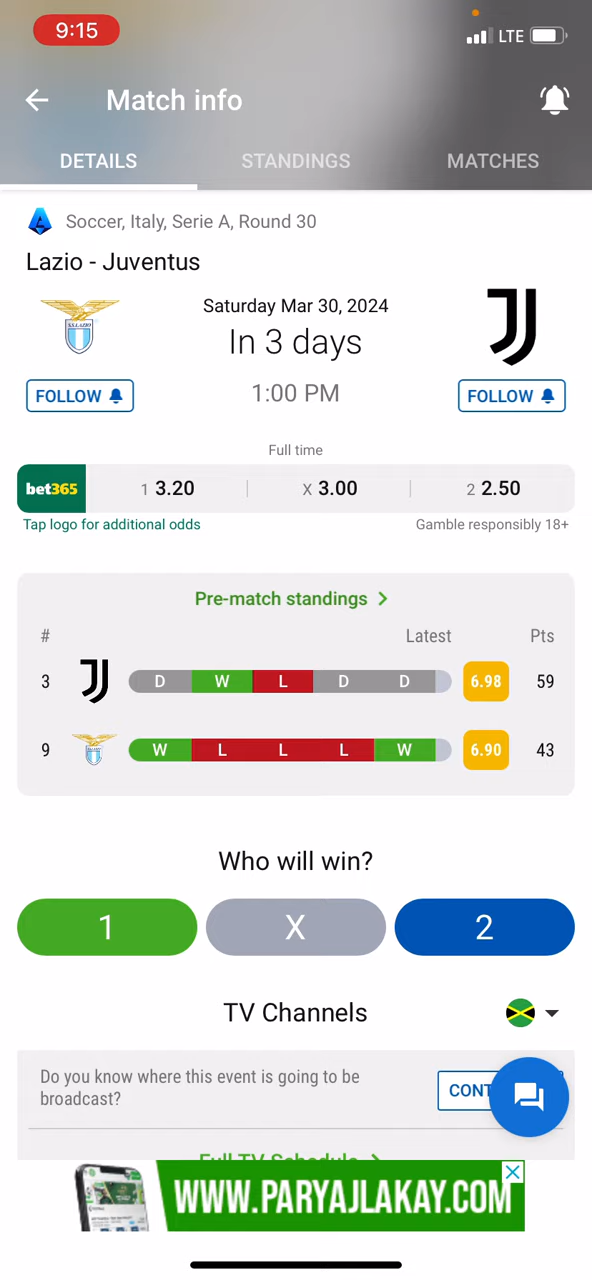 9:15
LTE
Match info
DETAILS STANDINGS MATCHES
Soccer, Italy, Serie A, Round 30
Lazio - Juventus
Saturday Mar 30, 2024
In 3 days
1:00 PM
FOLLOW
FOLLOW
Full time
bet365 1 3.20 X 3.00 2 2.50
Tap logo for additional odds Gamble responsibly 18+
Pre-match standings
# Latest Pts
3 D W L D D 6.98 59
9 W L L L W 6.90 43
Who will win?
1 X 2
TV Channels
Do you know where this event is going to be
broadcast?
CONT
Full TV Schedule
WWW.PARYAJLAKAY.COM